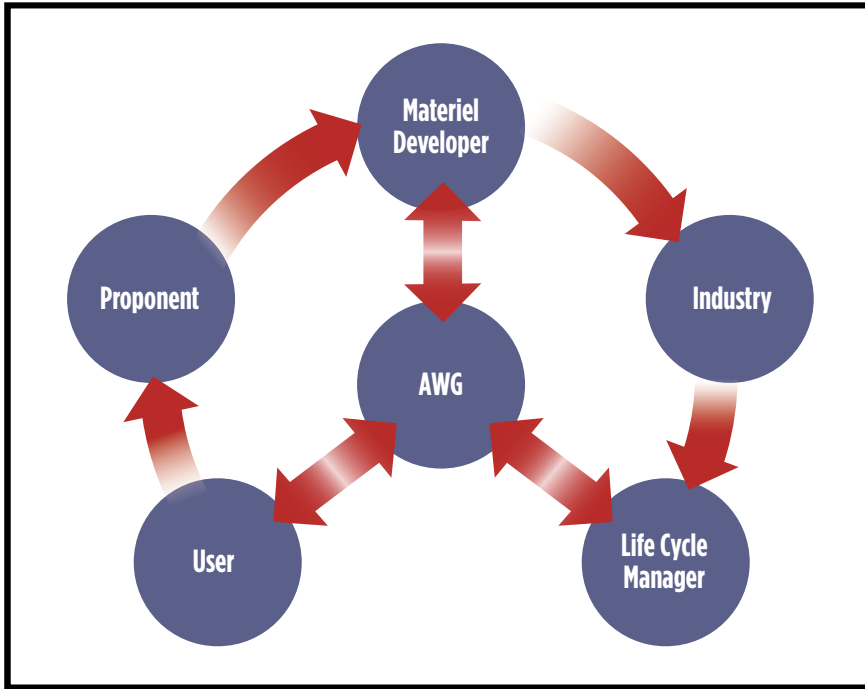 Materiel
Developer
Proponent
Industry
AWG
User
Life Cycle
Manager